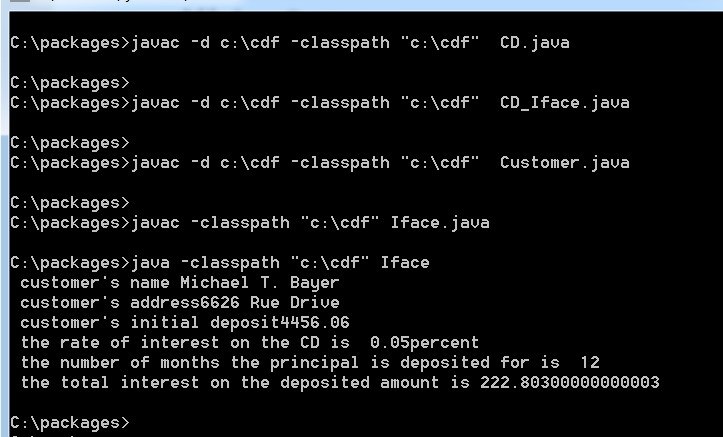 C:\packages>javac -d c:\cdf -classpath "c:\cdf"  CD.java
C:\packages>
C:\packages>javac -d c:\cdf -classpath "c:\cdf"  CD_Iface.java
C:\packages>
C:\packages>javac -d c:\cdf -classpath "c:\cdf"  Customer.java
C:\packages>
C:\packages>javac -classpath "c:\cdf" Iface.java
C:\packages>java -classpath "c:\cdf" Iface
customer's name Michael T. Bayer
customer's address6626 Rue Drive
customer's initial deposit4456.06
the rate of interest on the CD is  0.05percent
the number of months the principal is deposited for is  12
the total interest on the deposited amount is 222.80300000000003
C:\packages>